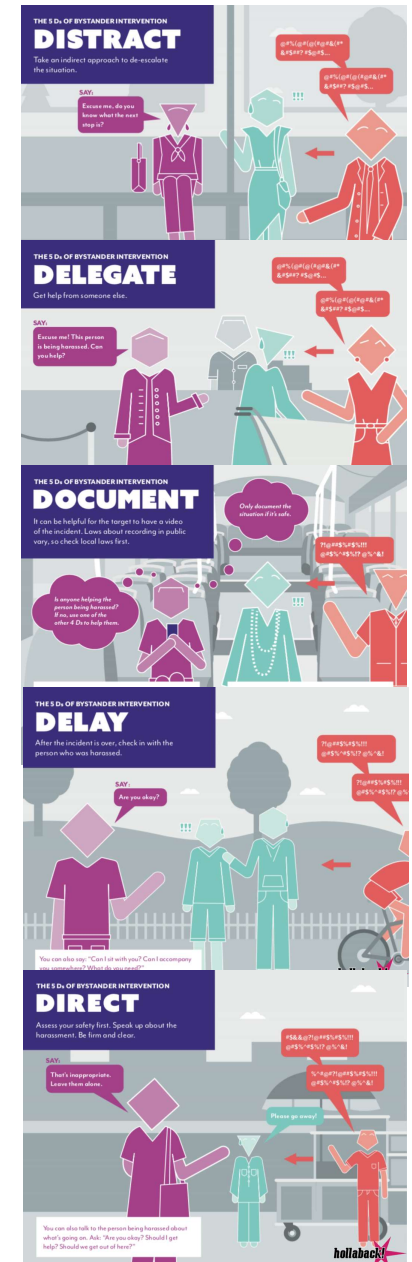 THE 5 Ds OF BYSTANDER INTERVENTION
DISTRACT
Take an indirect approach to de-escalate
the situation.
SAY:
Excuse me, do you
know what the next
stop is?
@#%(@#(@(#@#&(#*
&#$##? #$@#$...
@#%(@#(@(#@#&(#*
&#$##? #$@#$...
!!!
THE 5 Ds OF BYSTANDER INTERVENTION
DELEGATE
Get help from someone else.
SAY:
Excuse me! This person
is being harassed. Can
you help?
@#%(@#(@(#@#&(#*
&#$##? #$@#$...
@#%(@#(@(#@#&(#*
&#$##? #$@#$...
!!!
THE 5 Ds OF BYSTANDER INTERVENTION
DOCUMENT
It can be helpful for the target to have a video
of the incident. Laws about recording in public
vary, so check local laws first.
Only document the
situation if it's safe.
Is anyone helping the
person being harassed?
If no, use one of the
other 4 Ds to help them.
?!@##$%#$%!!!
@#$%^#$%!? @%^&!
!!!
THE 5 Ds OF BYSTANDER INTERVENTION
DELAY
After the incident is over, check in with the
person who was harassed.
SAY:
Are you okay?
?!@##$%#$%!!!
@#$%^#$%!? @%^&!
?!@##$%#$%!!!
@#$%^#$%!? @%
!!!
You can also say: "Can I sit with you? Can I accompany
you somewhere? What do you need?"
THE 5 Ds OF BYSTANDER INTERVENTION
DIRECT
Assess your safety first. Speak up about the
harassment. Be firm and clear.
SAY:
That's inappropriate.
Leave them alone.
#$&&@?!@##$%#$%!!!
@#$%^#$%!? @%^&!
%^#@#?!@##$%#$%!!!
@#$%^#$%!? @%^&!
Please go away!
You can also talk to the person being harassed about
what's going on. Ask: "Are you okay? Should I get
help? Should we get out of here?"
hollaback!